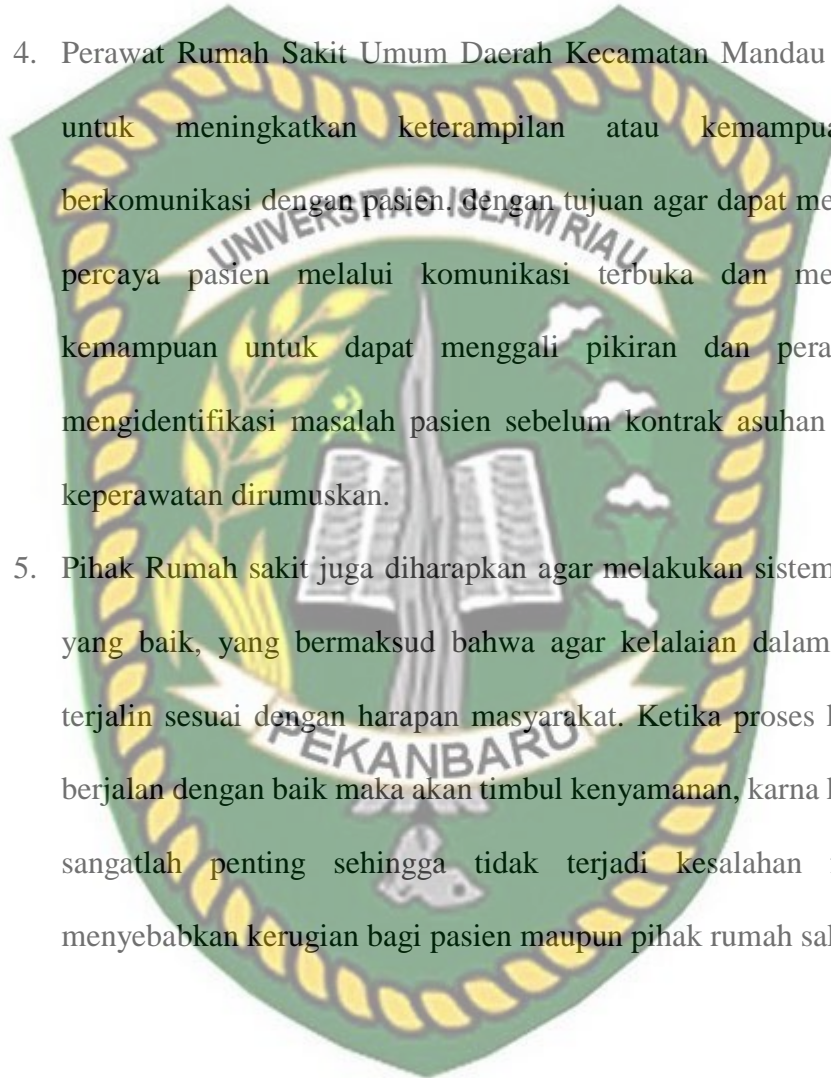 4. Perawat Rumah Sakit Umum Daerah Kecamatan Mandau
untuk meningkatkan keterampilan atau
berkomunikasi dengan pasien. dengan tujuan agar dapat
UNIVERSITAS ISLAM RIAU
percaya pasien melalui komunikasi terbuka dan
kemampuan untuk dapat menggali pikiran dan
mengidentifikasi masalah pasien sebelum kontrak asuhan
keperawatan dirumuskan.
5. Pihak Rumah sakit juga diharapkan agar melakukan sistem
yang baik, yang bermaksud bahwa agar kelalaian dalam
terjalin sesuai dengan harapan masyarakat. Ketika proses
PEKANBARU
berjalan dengan baik maka akan timbul kenyamanan, karna
sangatlah penting sehingga tidak terjadi kesalahan
menyebabkan kerugian bagi pasien maupun pihak rumah